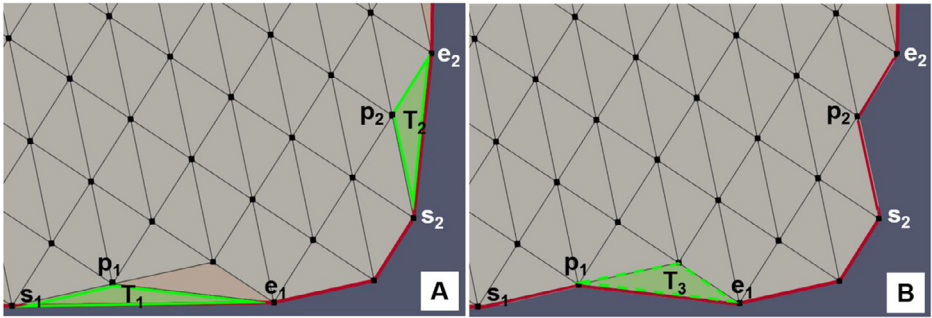 e₂
p₂
T₂
s₂
p₁
s₁
T₁
e₁
A
e₂
p₂
s₂
p₁
T₃
s₁
e₁
B